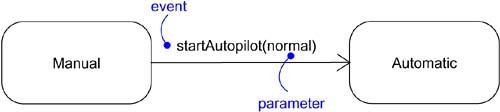 event
startAutopilot(normal)
Manual
Automatic
parameter